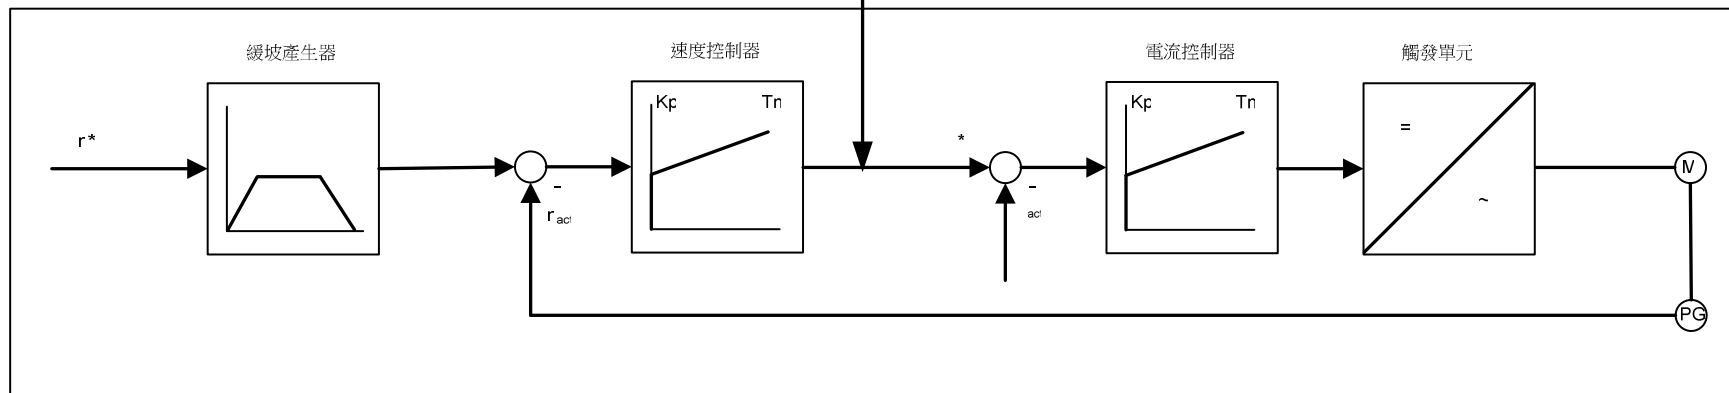 緩坡產生器
速度控制器
電流控制器
觸發單元
Kp Tn
Kp Tn
r*
*
=
~
M
-
r act
-
act
PG